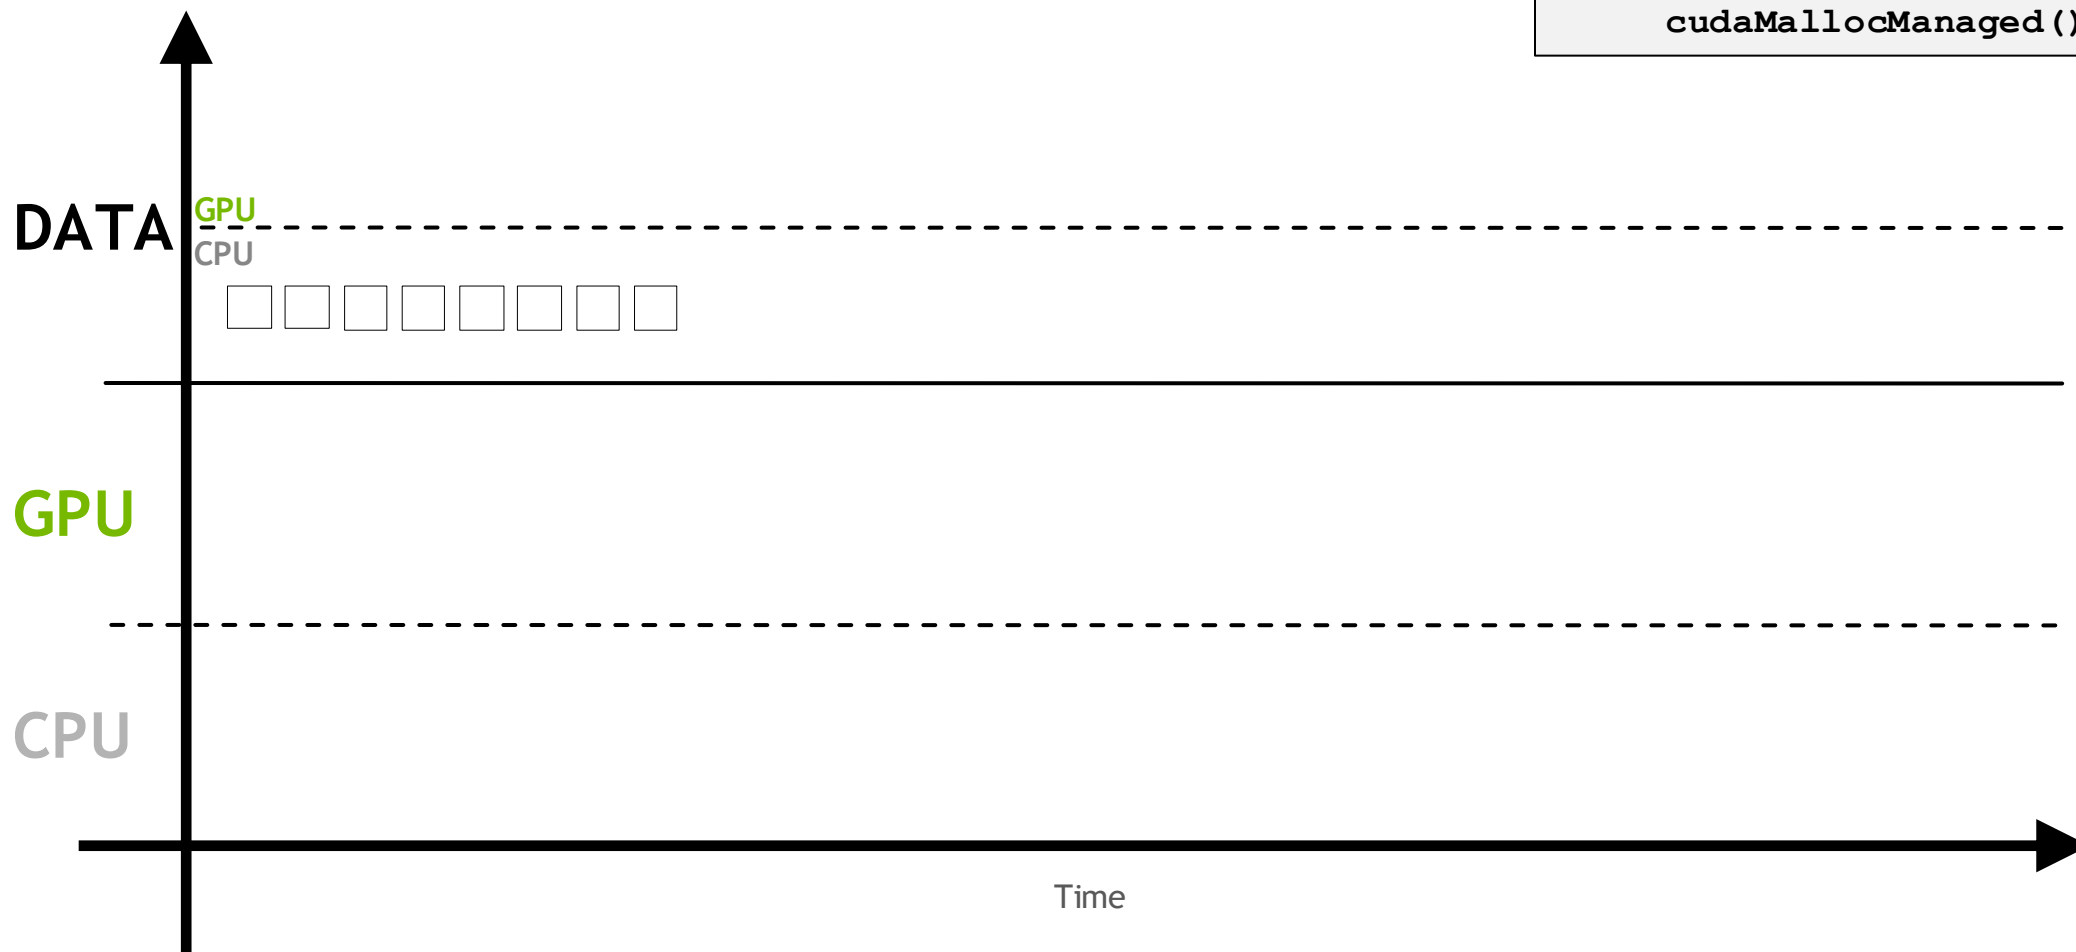 cudaMallocManaged()
DATA
GPU
CPU
GPU
CPU
Time